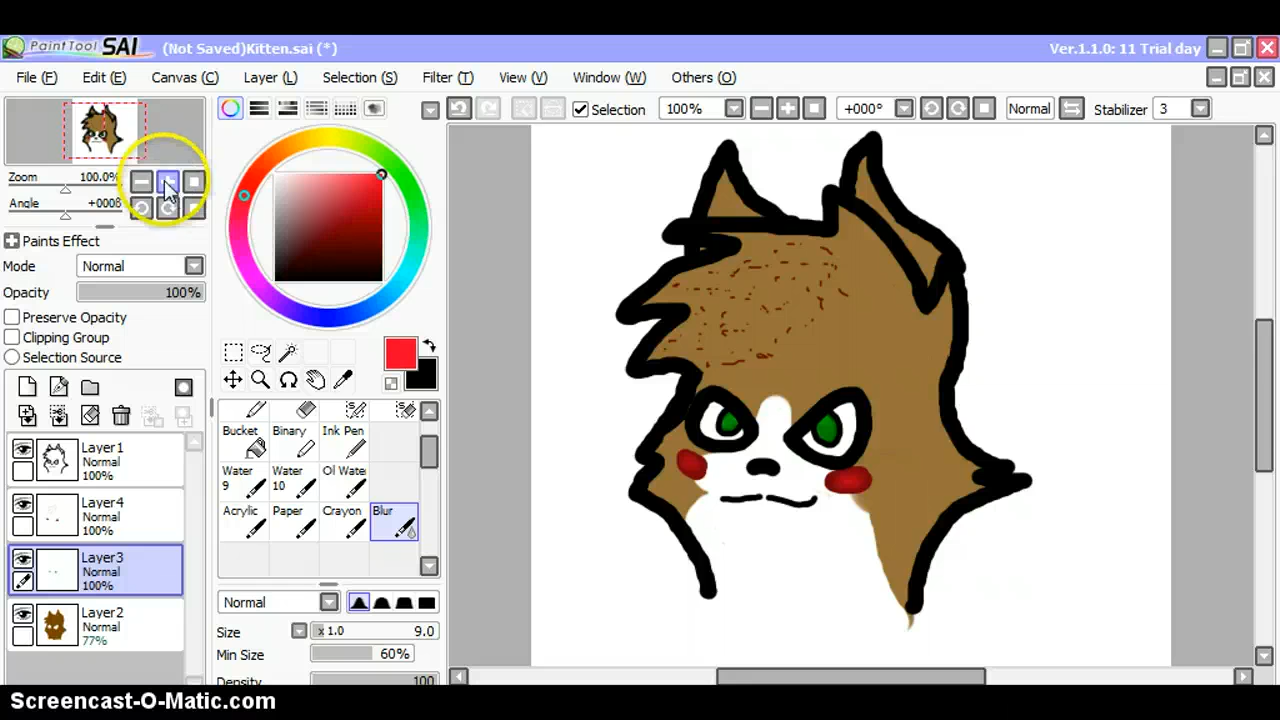 PaintTool SAI (Not Saved)Kitten.sai (*) Ver.1.1.0: 11 Trial day
File (F) Edit (E) Canvas (C) Layer (L) Selection (S) Filter (T) View (V) Window (W) Others (O)
Selection 100% +000° Normal Stabilizer 3
Zoom 100.0%
Angle +000
Paints Effect
Mode Normal
Opacity 100%
Preserve Opacity
Clipping Group
Selection Source
Layer1
Normal
100%
Layer4
Normal
100%
Layer3
Normal
100%
Layer2
Normal
77%
Bucket Binary Ink Pen
Water 9 Water 10 Oil Wate
Acrylic Paper Crayon Blur
Normal
Size x 1.0 9.0
Min Size 60%
Density 100
Screencast-O-Matic.com